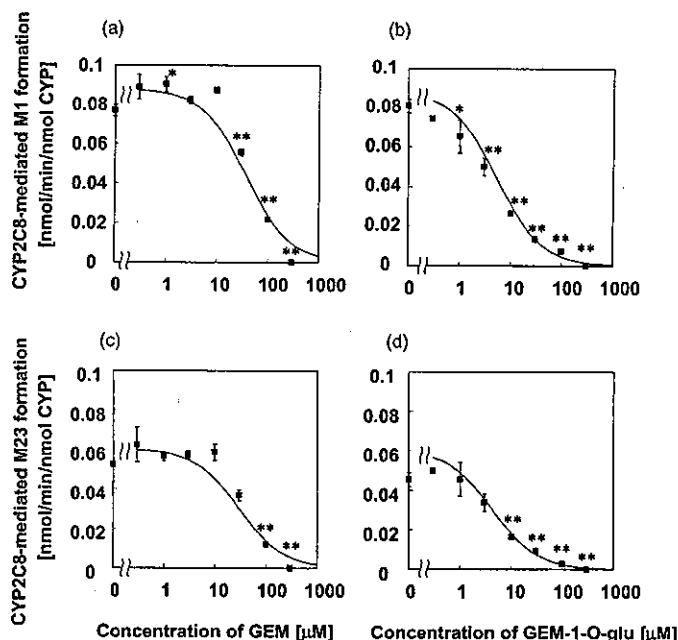 (a)
(b)
CYP2C8-mediated M1 formation
[nmol/min/nmol CYP]
0.1
0.08
0.06
0.04
0.02
0
*
**
**
**
0 1 10 100 1000
0.1
0.08
0.06
0.04
0.02
0
*
**
**
**
**
**
0 1 10 100 1000
(c)
(d)
CYP2C8-mediated M23 formation
[nmol/min/nmol CYP]
0.1
0.08
0.06
0.04
0.02
0
**
**
0 1 10 100 1000
0.1
0.08
0.06
0.04
0.02
0
**
**
**
**
0 1 10 100 1000
Concentration of GEM [μM]
Concentration of GEM-1-O-glu [μM]